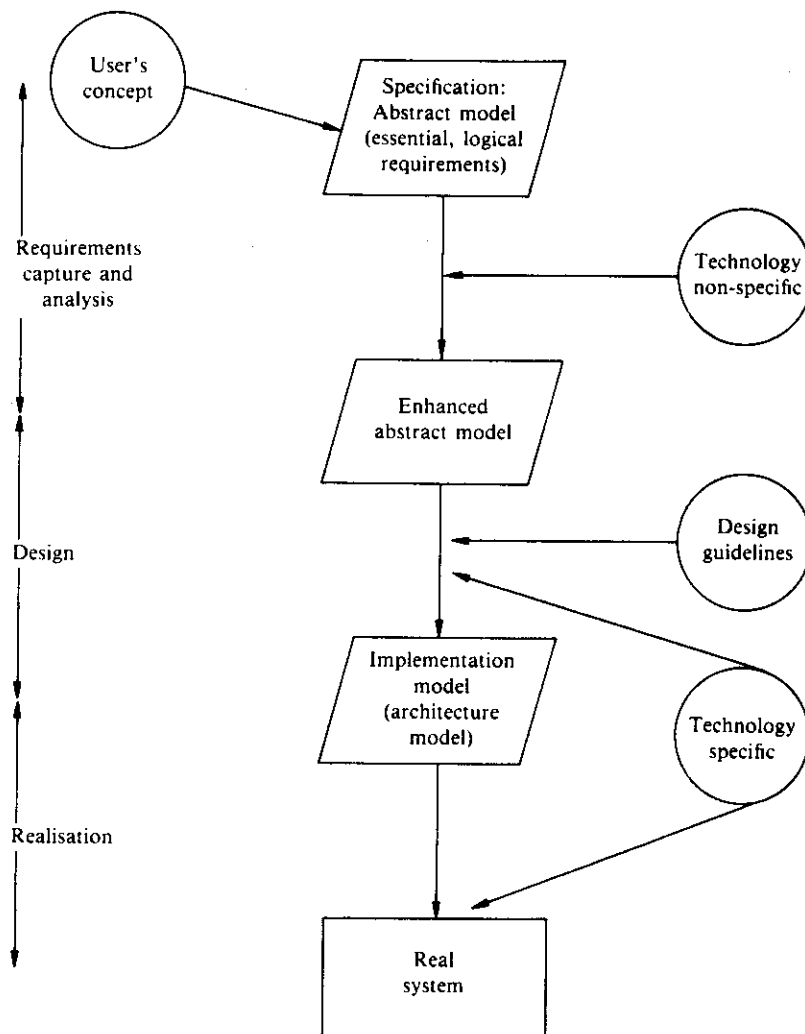 User's
concept
Specification:
Abstract model
(essential, logical
requirements)
Requirements
capture and
analysis
Technology
non-specific
Enhanced
abstract model
Design
Design
guidelines
Implementation
model
(architecture
model)
Technology
specific
Realisation
Real
system